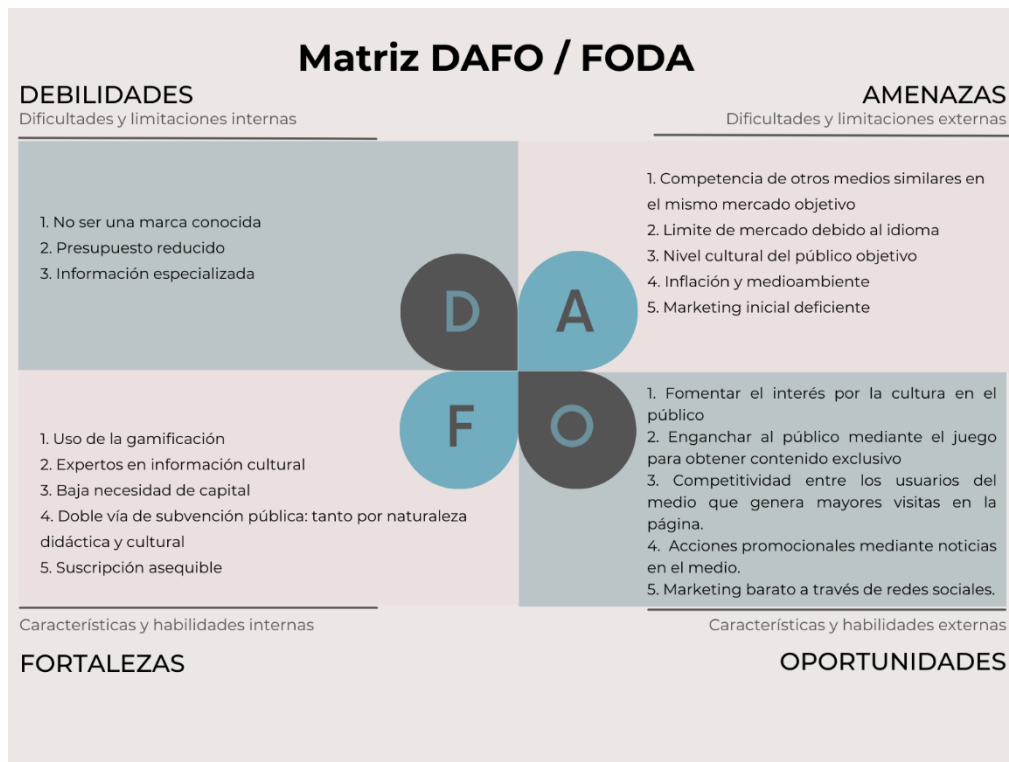 Matriz DAFO / FODA
DEBILIDADES
Dificultades y limitaciones internas
1. No ser una marca conocida
2. Presupuesto reducido
3. Información especializada
AMENAZAS
Dificultades y limitaciones externas
1. Competencia de otros medios similares en
el mismo mercado objetivo
2. Limite de mercado debido al idioma
3. Nivel cultural del público objetivo
4. Inflación y medioambiente
5. Marketing inicial deficiente
D
A
F
O
1. Uso de la gamificación
2. Expertos en información cultural
3. Baja necesidad de capital
4. Doble vía de subvención pública: tanto por naturaleza
didáctica y cultural
5. Suscripción asequible
Características y habilidades internas
FORTALEZAS
1. Fomentar el interés por la cultura en el
público
2. Enganchar al público mediante el juego
para obtener contenido exclusivo
3. Competitividad entre los usuarios del
medio que genera mayores visitas en la
página.
4. Acciones promocionales mediante noticias
en el medio.
5. Marketing barato a través de redes sociales.
Características y habilidades externas
OPORTUNIDADES